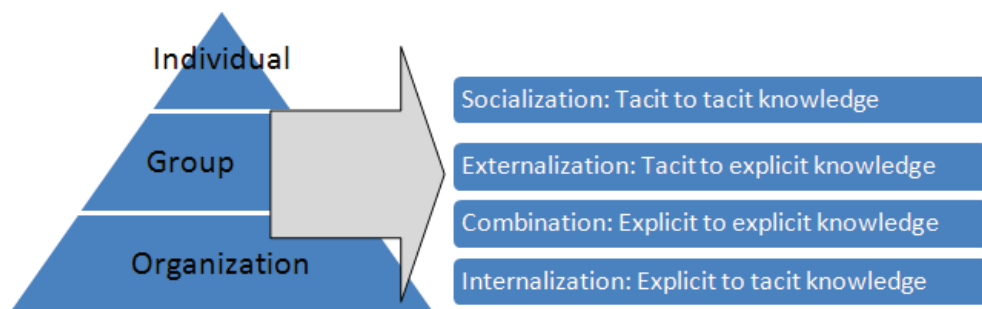 Individual
Group
Organization
Socialization: Tacit to tacit knowledge
Externalization: Tacit to explicit knowledge
Combination: Explicit to explicit knowledge
Internalization: Explicit to tacit knowledge